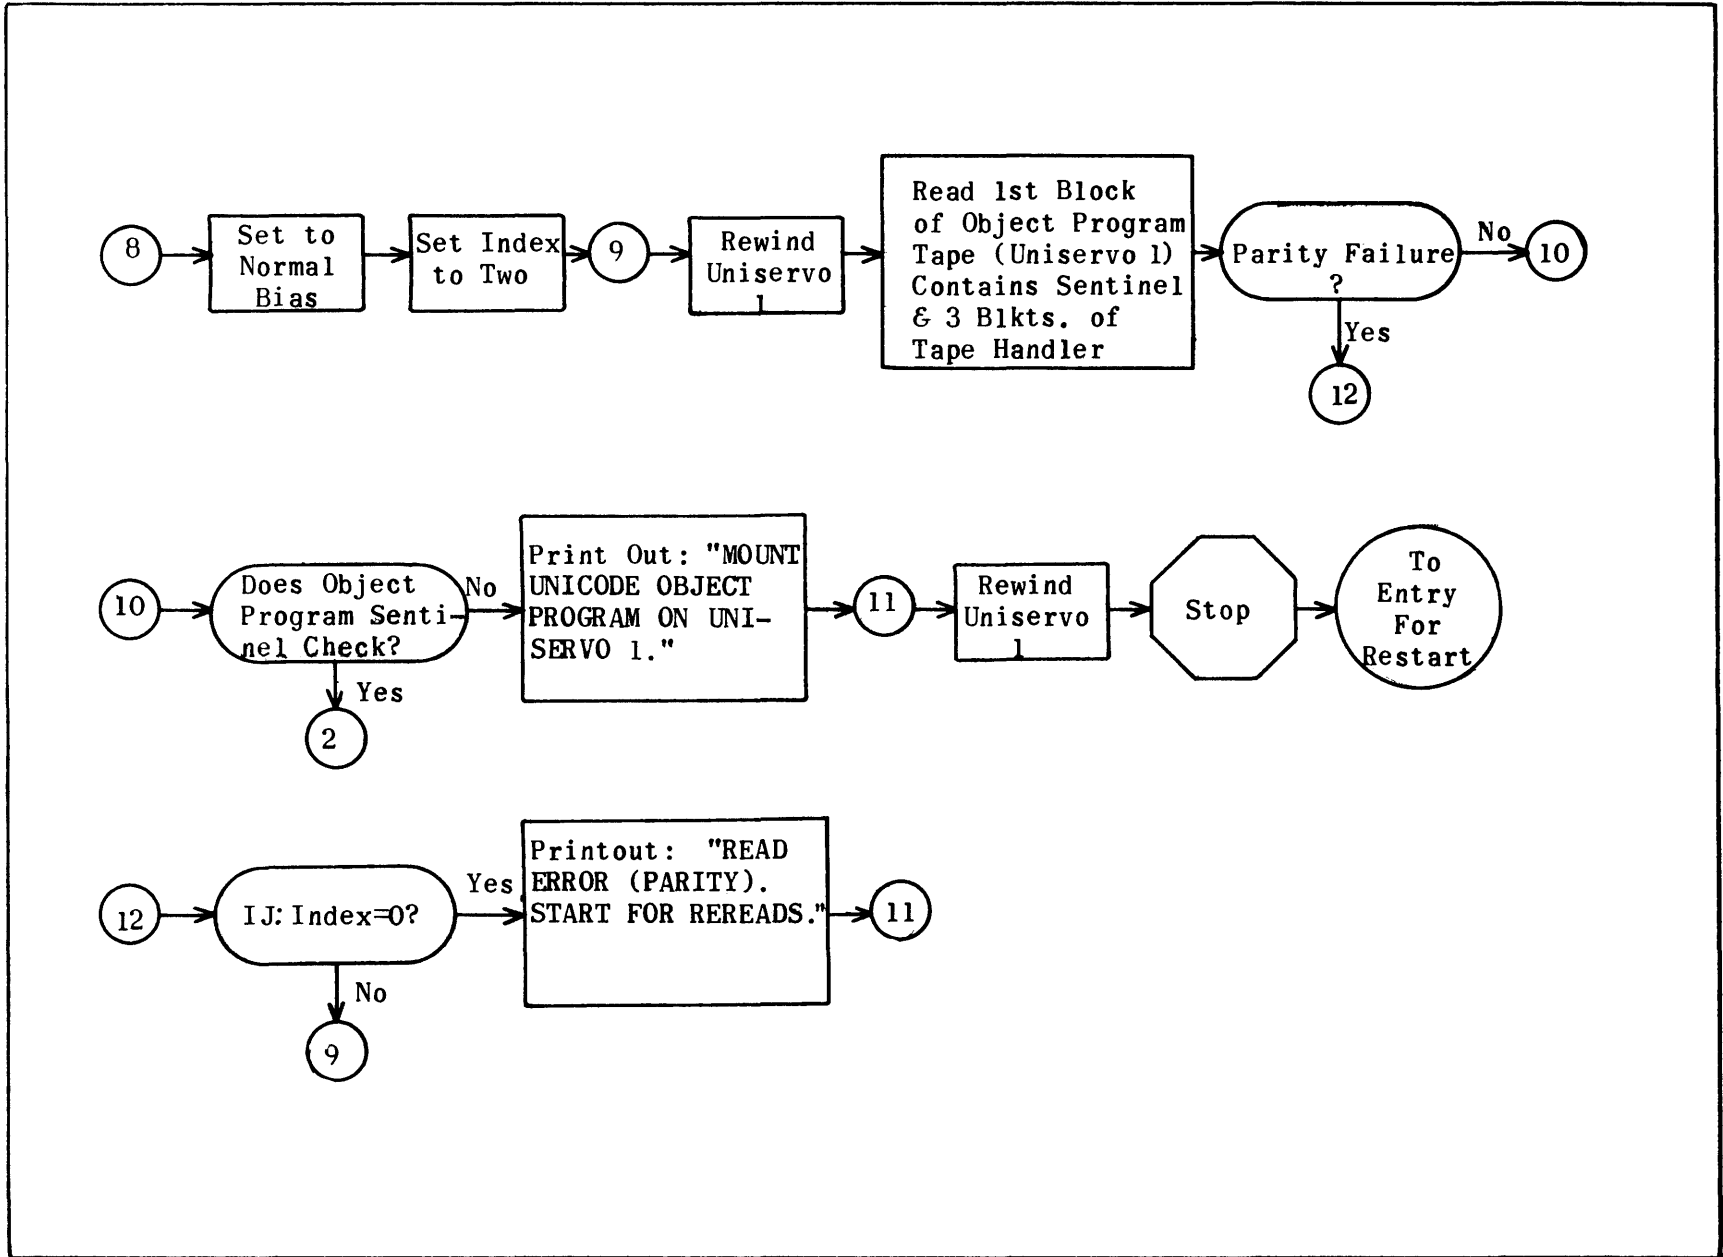 8
Set to
Normal
Bias
Set Index
to Two
9
Rewind
Uniservo
1
Read 1st Block
of Object Program
Tape (Uniservo 1)
Contains Sentinel
& 3 Blkts. of
Tape Handler
Parity Failure
?
No
10
Yes
12
10
Does Object
Program Senti-
nel Check?
No
Yes
2
Print Out: "MOUNT
UNICODE OBJECT
PROGRAM ON UNI-
SERVO 1."
11
Rewind
Uniservo
1
Stop
To
Entry
For
Restart
12
IJ: Index=0?
Yes
No
9
Printout: "READ
ERROR (PARITY).
START FOR REREADS."
11